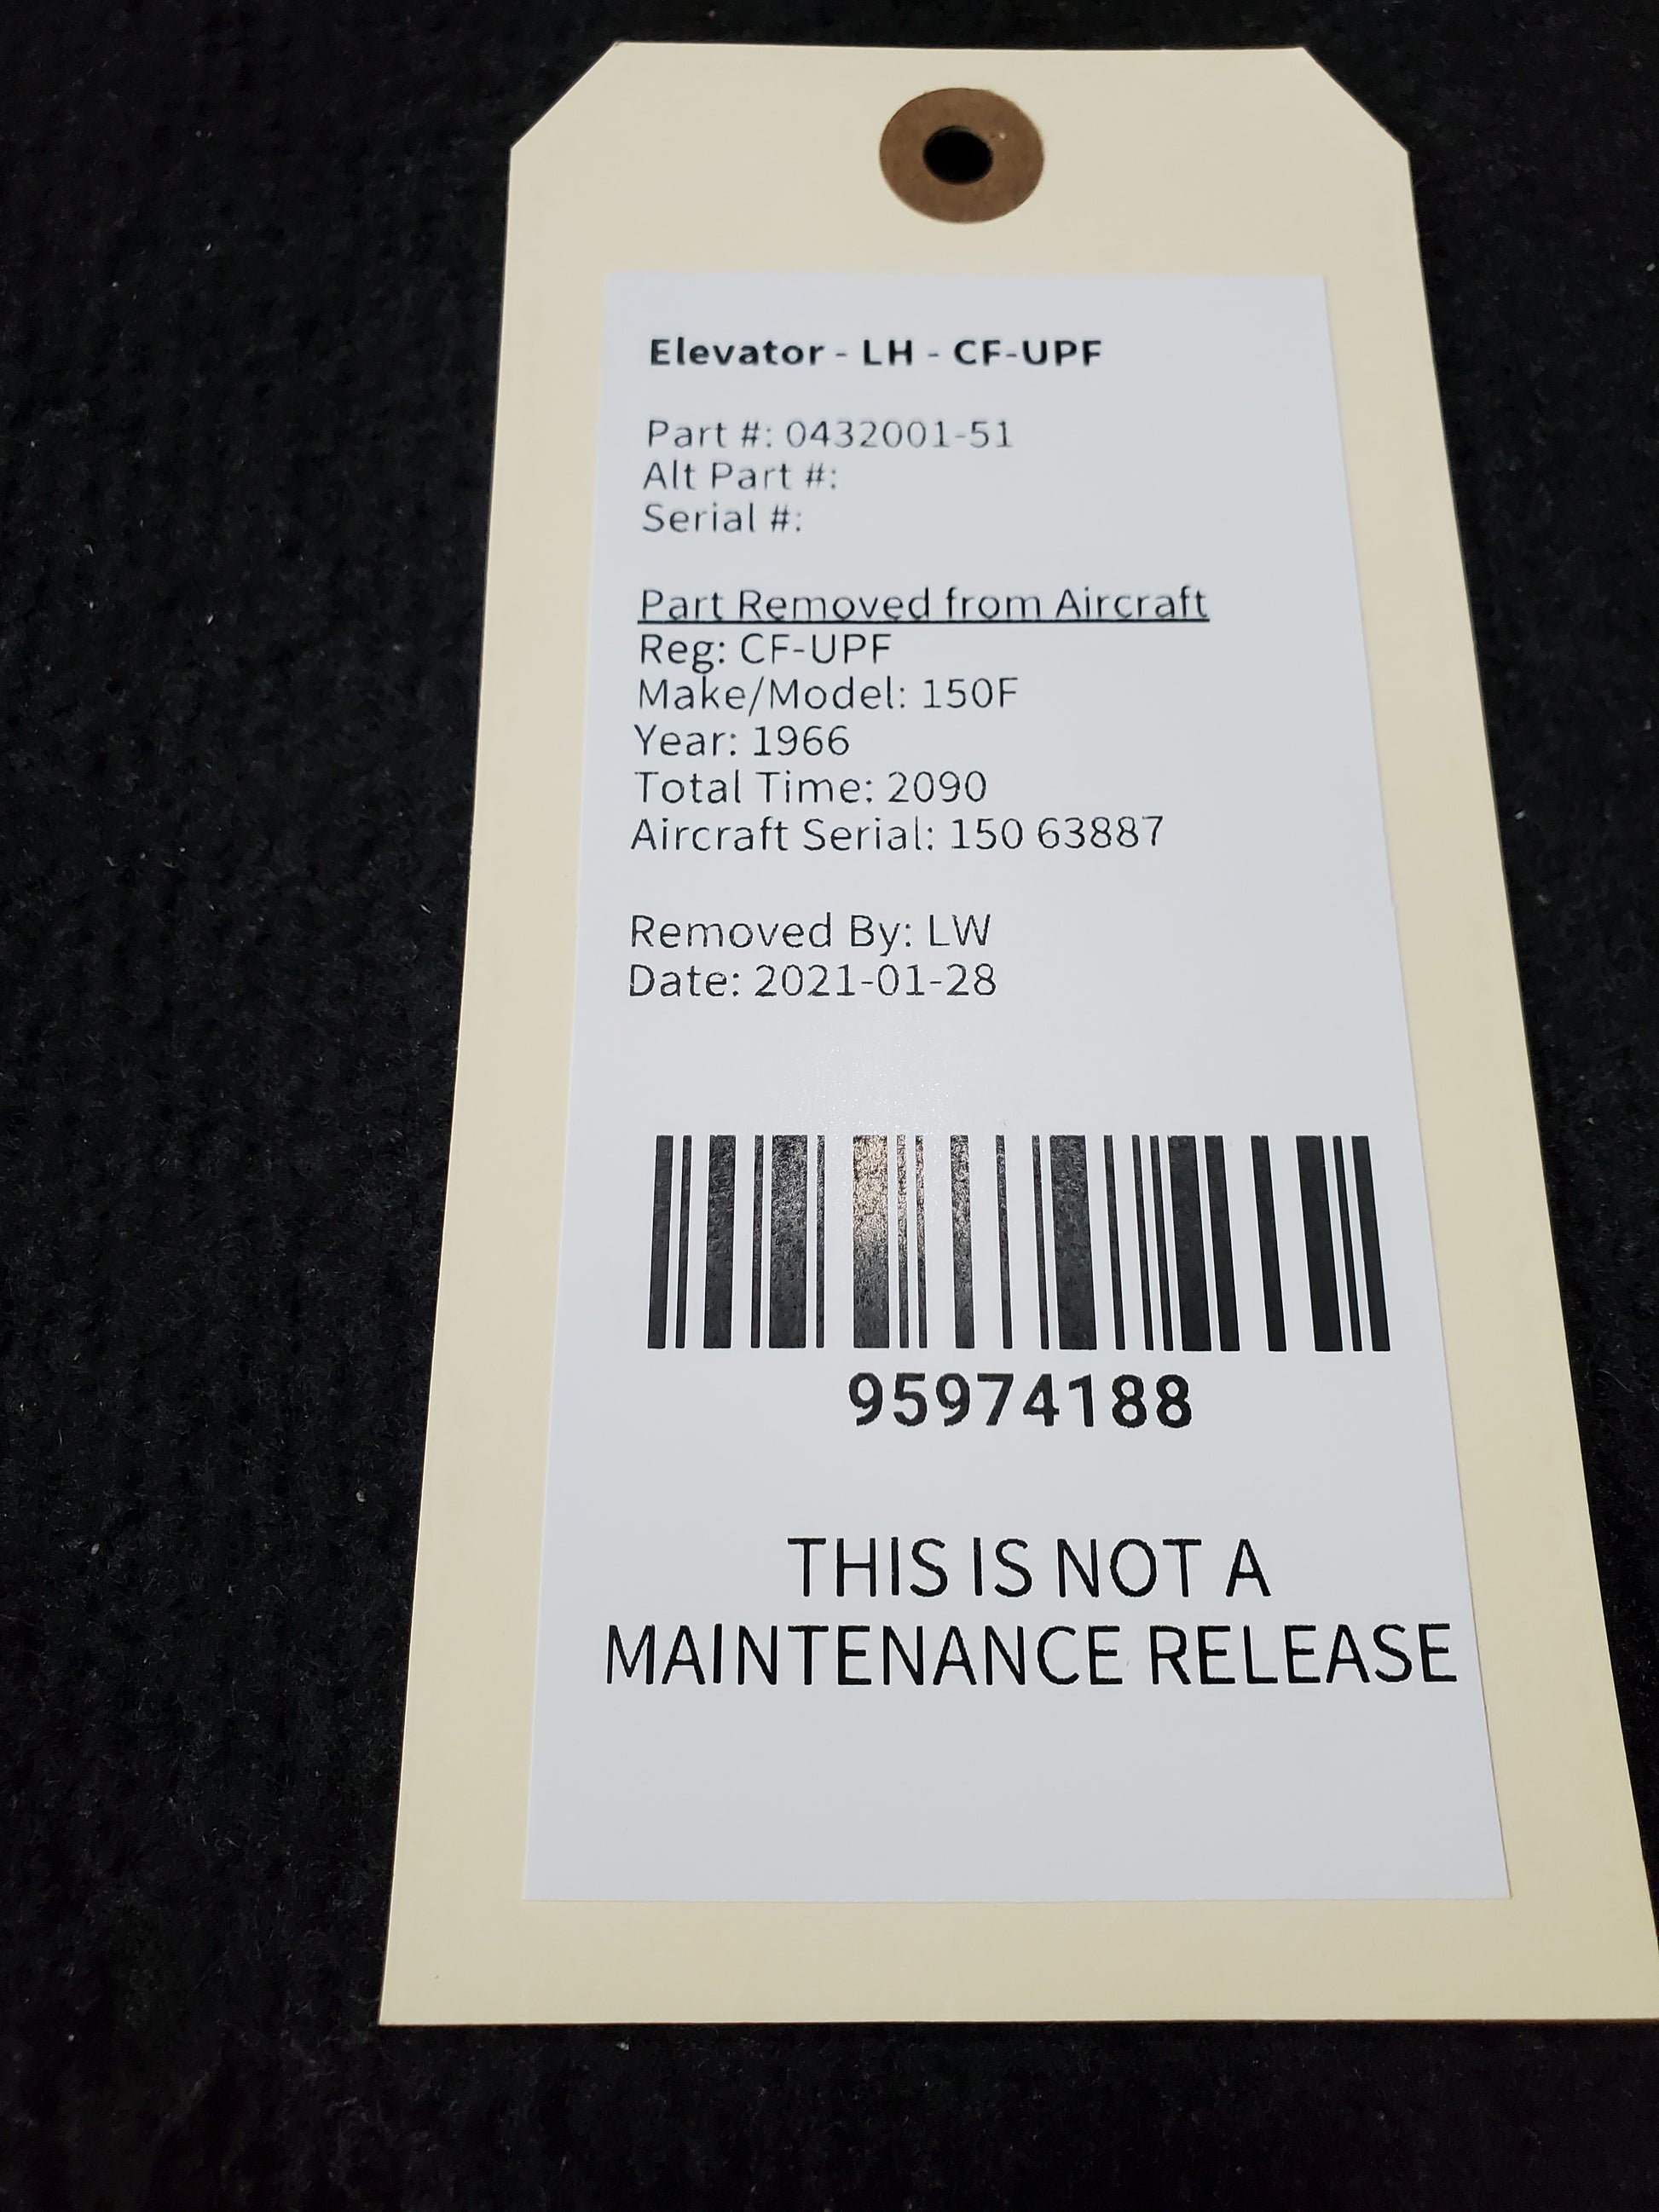 Elevator - LH - CF-UPF
Part #: 0432001-51
Alt Part #:
Serial #:
Part Removed from Aircraft
Reg: CF-UPF
Make/Model: 150F
Year: 1966
Total Time: 2090
Aircraft Serial: 150 63887
Removed By: LW
Date: 2021-01-28
95974188
THIS IS NOT A
MAINTENANCE RELEASE